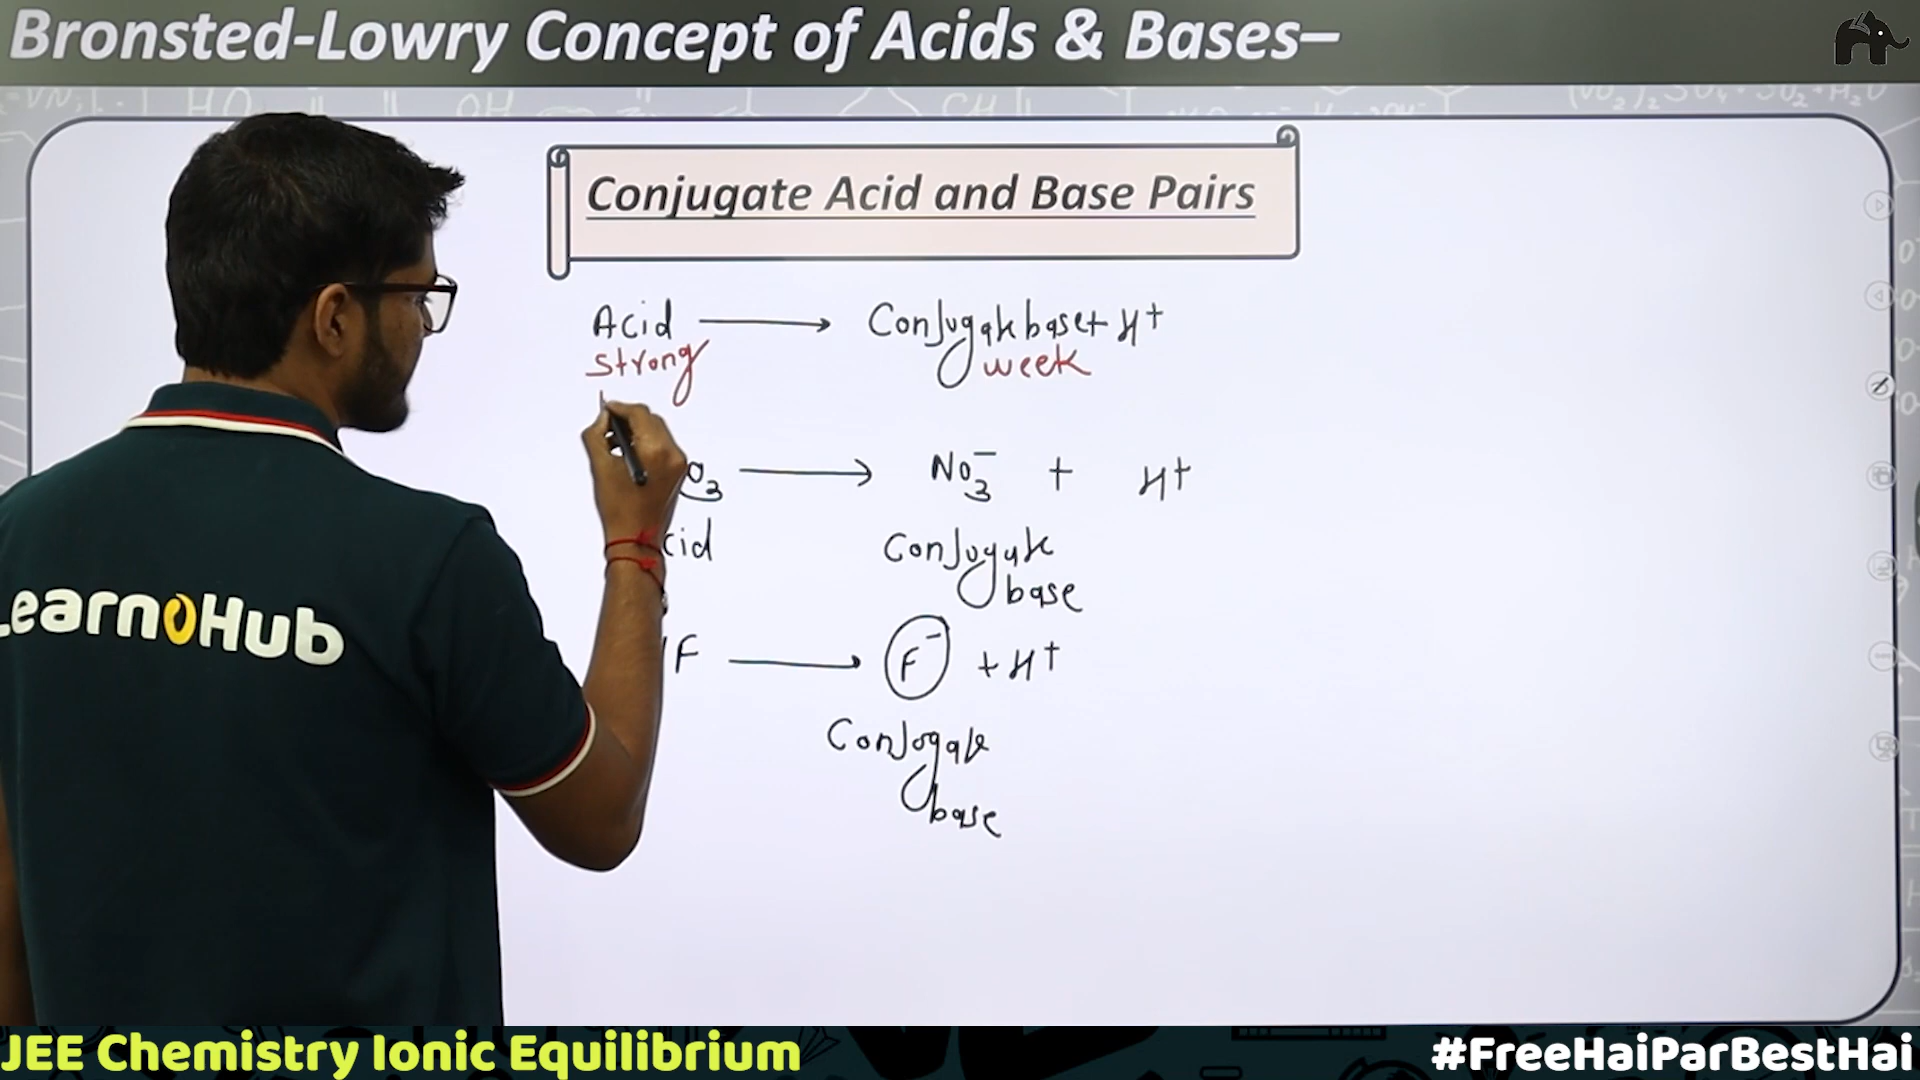 Bronsted-Lowry Concept of Acids & Bases–
Conjugate Acid and Base Pairs
Acid ⟶ Conjugate base + H⁺
strong week
O₃ ⟶ NO₃⁻ + H⁺
cid Conjugate
base
F ⟶ F⁻ + H⁺
Conjogate
base
LearnoHub
JEE Chemistry Ionic Equilibrium
#FreeHaiParBestHai